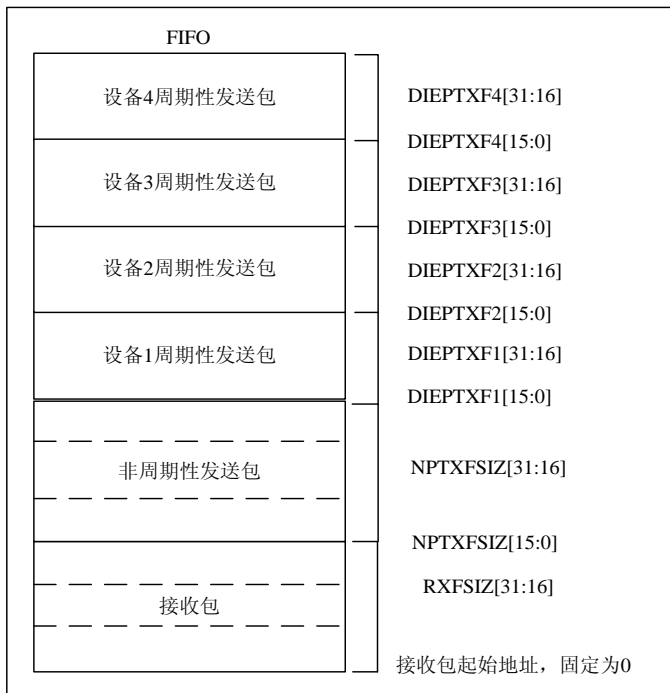 FIFO
设备4周期性发送包
DIEPTXF4[31:16]
DIEPTXF4[15:0]
设备3周期性发送包
DIEPTXF3[31:16]
DIEPTXF3[15:0]
设备2周期性发送包
DIEPTXF2[31:16]
DIEPTXF2[15:0]
设备1周期性发送包
DIEPTXF1[31:16]
DIEPTXF1[15:0]
非周期性发送包
NPTXFSIZ[31:16]
NPTXFSIZ[15:0]
RXFSIZ[31:16]
接收包
接收包起始地址，固定为0